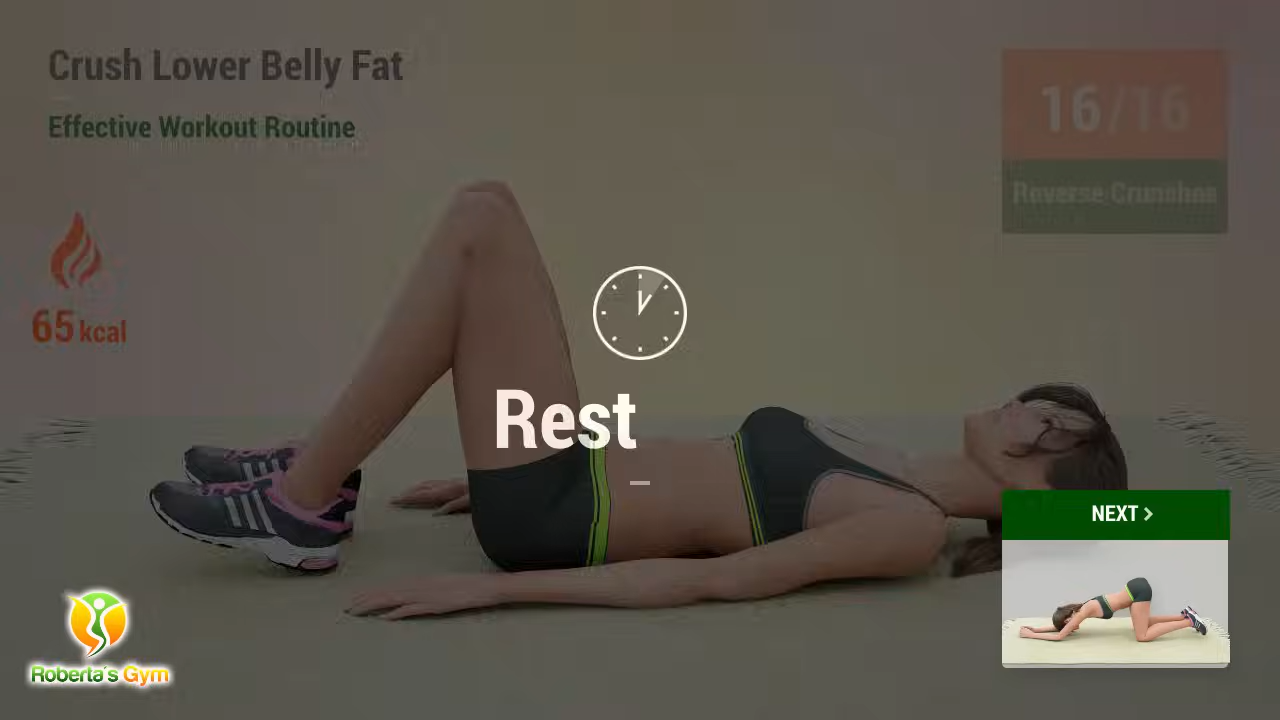 Crush Lower Belly Fat
Effective Workout Routine
16/16
Reverse Crunches
65 kcal
Rest
NEXT >
Roberta's Gym